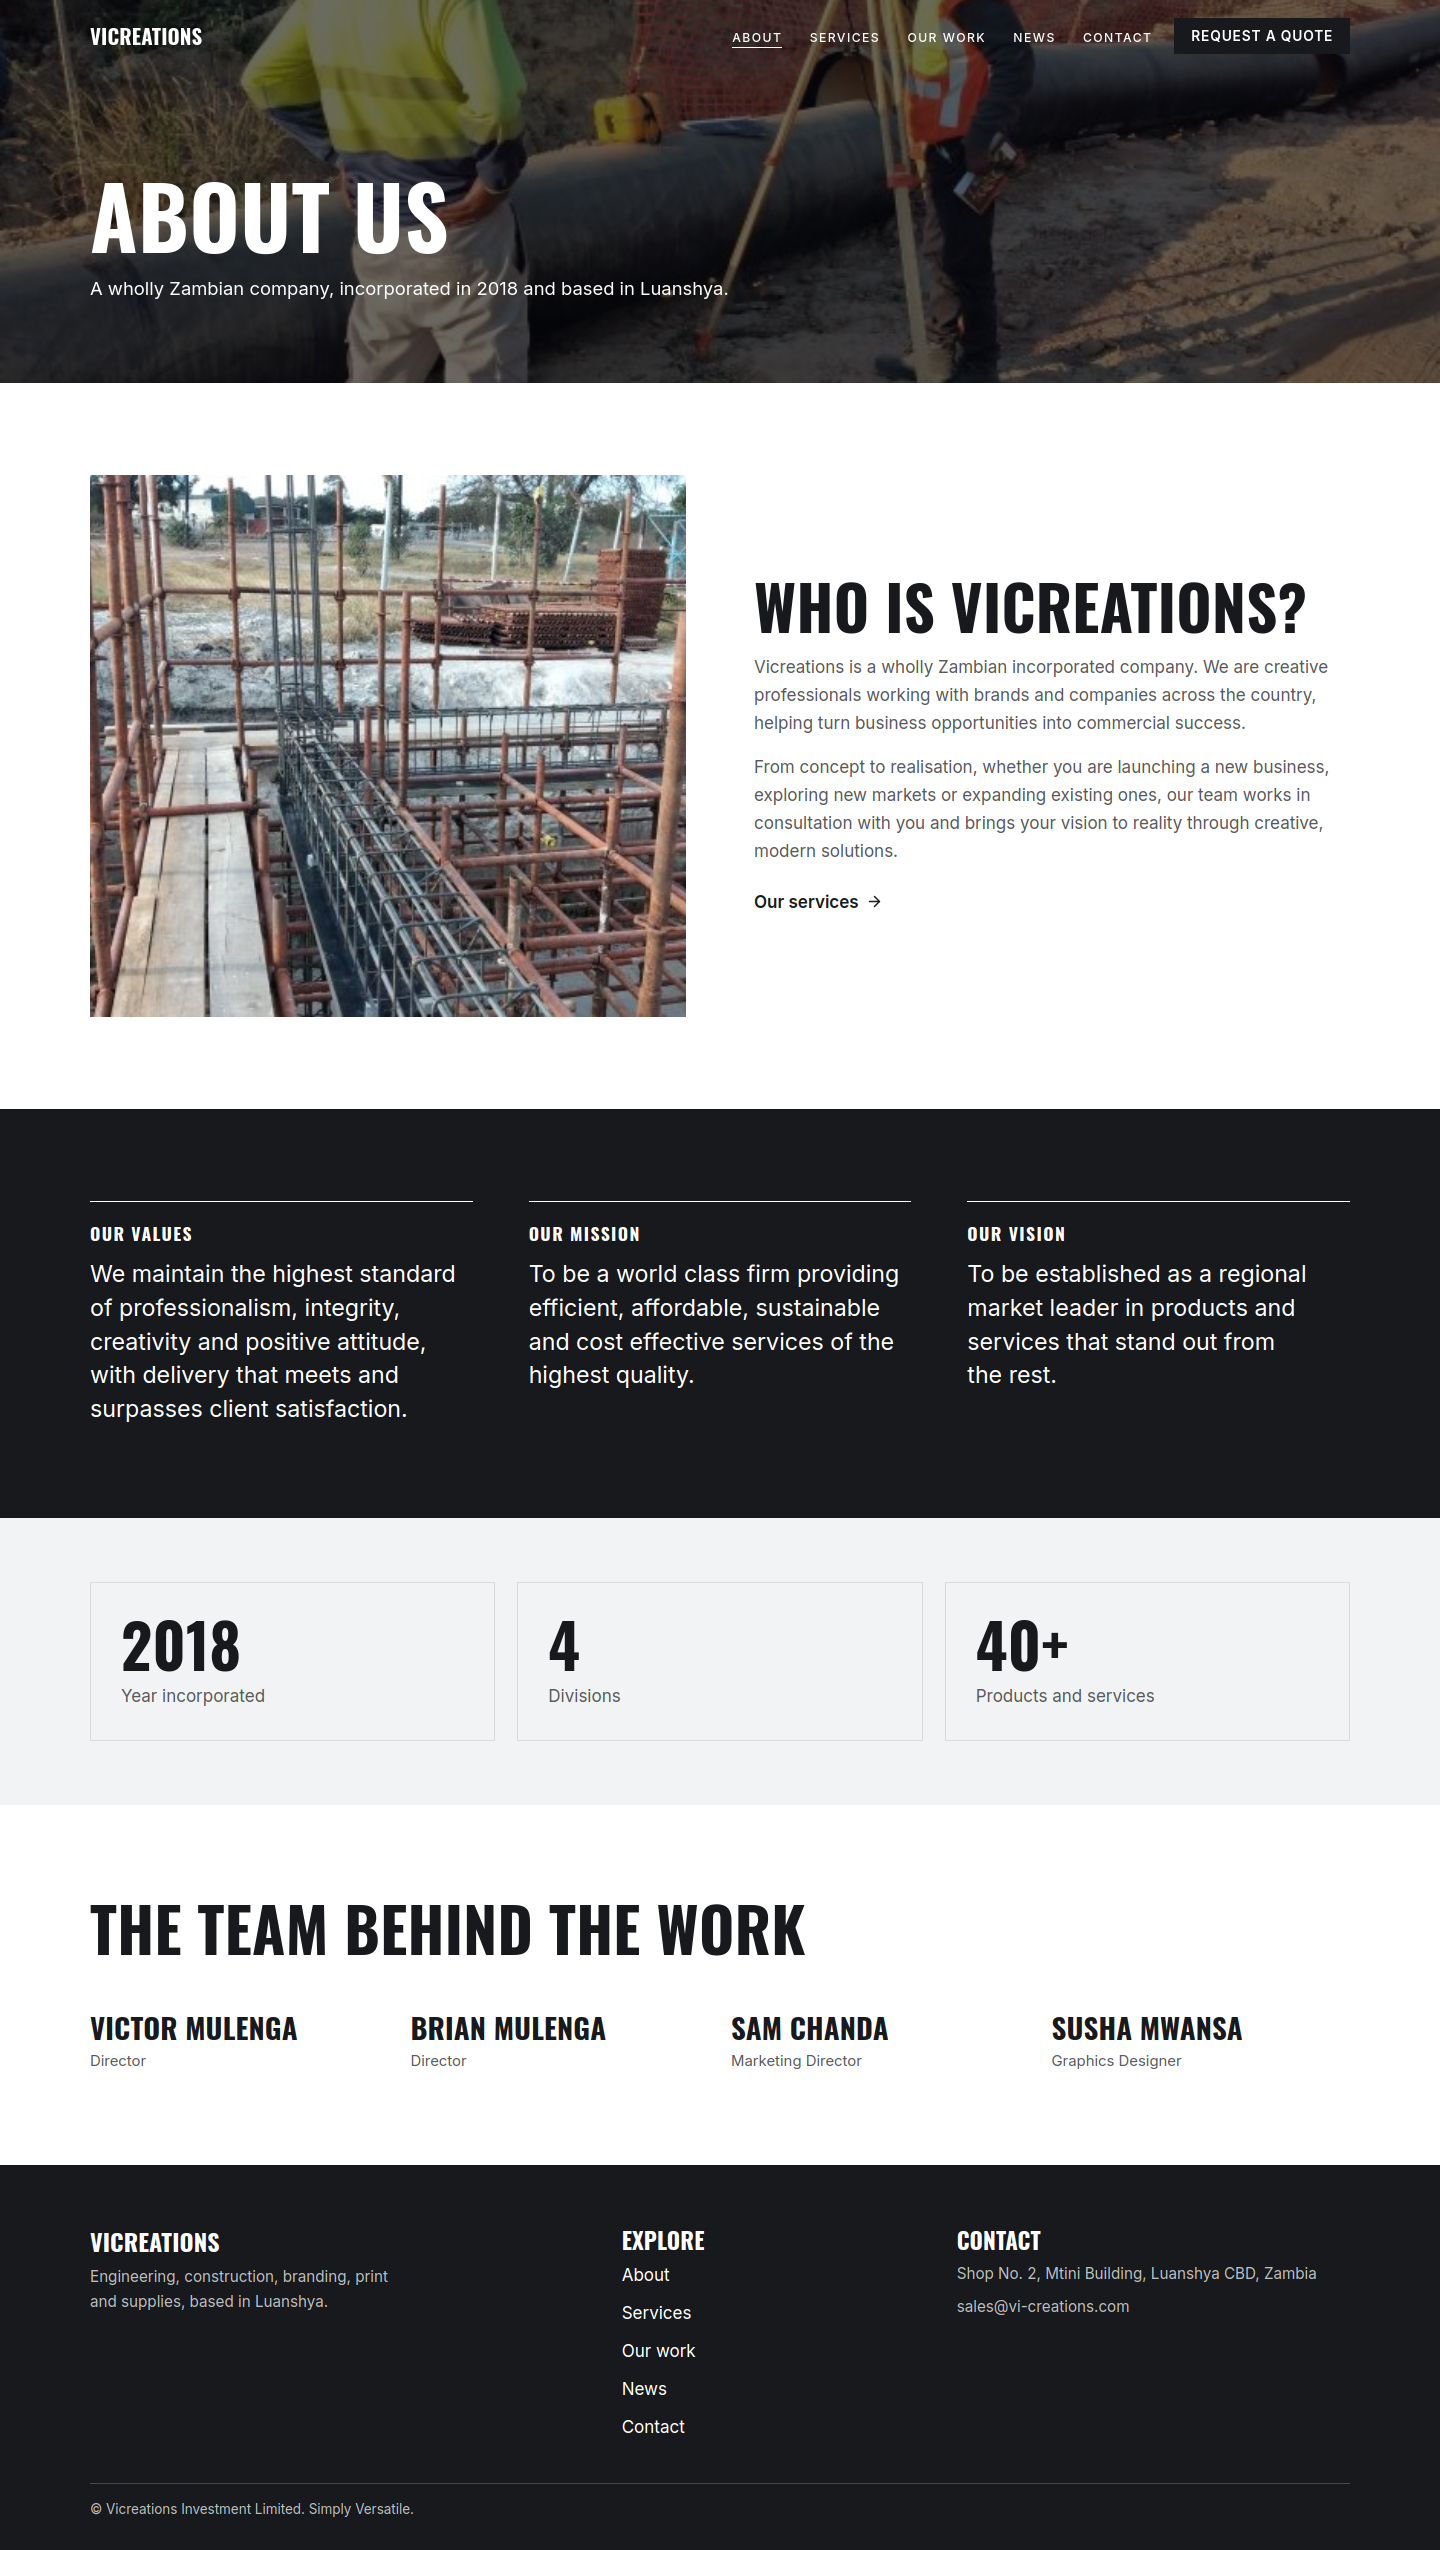 VICREATIONS
ABOUT SERVICES OUR WORK NEWS CONTACT REQUEST A QUOTE
ABOUT US
A wholly Zambian company, incorporated in 2018 and based in Luanshya.
WHO IS VICREATIONS?
Vicreations is a wholly Zambian incorporated company. We are creative
professionals working with brands and companies across the country,
helping turn business opportunities into commercial success.
From concept to realisation, whether you are launching a new business,
exploring new markets or expanding existing ones, our team works in
consultation with you and brings your vision to reality through creative,
modern solutions.
Our services →
OUR VALUES
We maintain the highest standard
of professionalism, integrity,
creativity and positive attitude,
with delivery that meets and
surpasses client satisfaction.
OUR MISSION
To be a world class firm providing
efficient, affordable, sustainable
and cost effective services of the
highest quality.
OUR VISION
To be established as a regional
market leader in products and
services that stand out from
the rest.
2018
Year incorporated
4
Divisions
40+
Products and services
THE TEAM BEHIND THE WORK
VICTOR MULENGA
Director
BRIAN MULENGA
Director
SAM CHANDA
Marketing Director
SUSHA MWANSA
Graphics Designer
VICREATIONS
Engineering, construction, branding, print
and supplies, based in Luanshya.
EXPLORE
About
Services
Our work
News
Contact
CONTACT
Shop No. 2, Mtini Building, Luanshya CBD, Zambia
sales@vi-creations.com
© Vicreations Investment Limited. Simply Versatile.